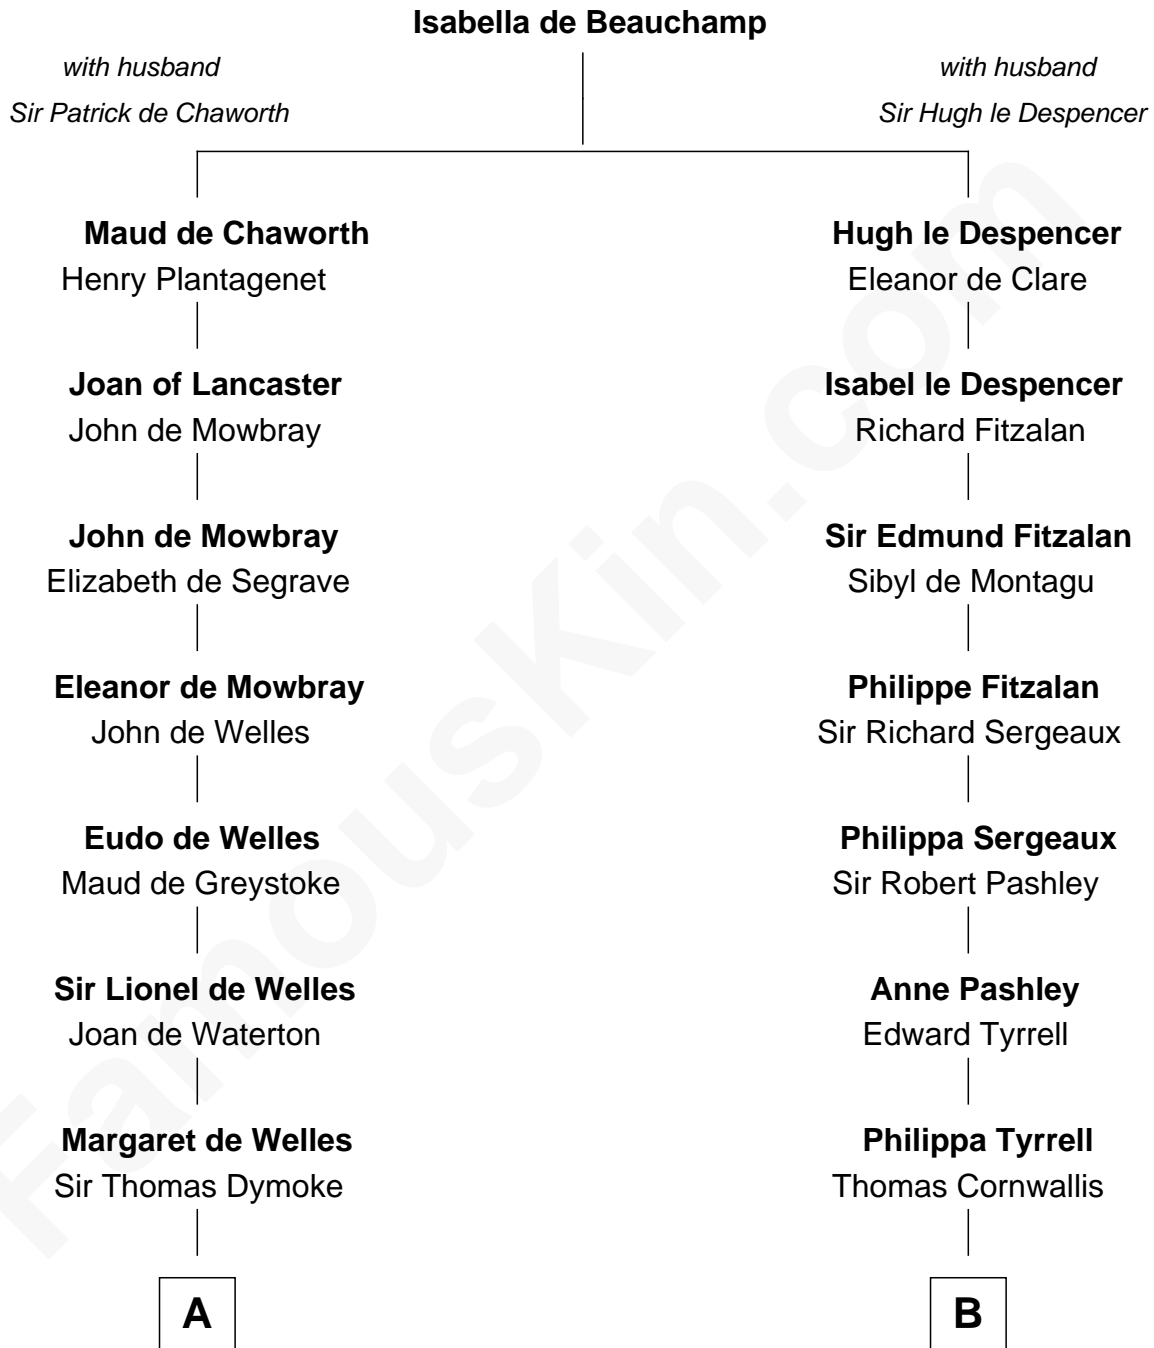 Isabella de Beauchamp
with husband
Sir Patrick de Chaworth
with husband
Sir Hugh le Despencer
Maud de Chaworth
Henry Plantagenet
Hugh le Despencer
Eleanor de Clare
Joan of Lancaster
John de Mowbray
Isabel le Despencer
Richard Fitzalan
John de Mowbray
Elizabeth de Segrave
Sir Edmund Fitzalan
Sibyl de Montagu
Eleanor de Mowbray
John de Welles
Philippe Fitzalan
Sir Richard Sergeaux
Eudo de Welles
Maud de Greystoke
Philippa Sergeaux
Sir Robert Pashley
Sir Lionel de Welles
Joan de Waterton
Anne Pashley
Edward Tyrrell
Margaret de Welles
Sir Thomas Dymoke
Philippa Tyrrell
Thomas Cornwallis
A
B
FamousKin.com